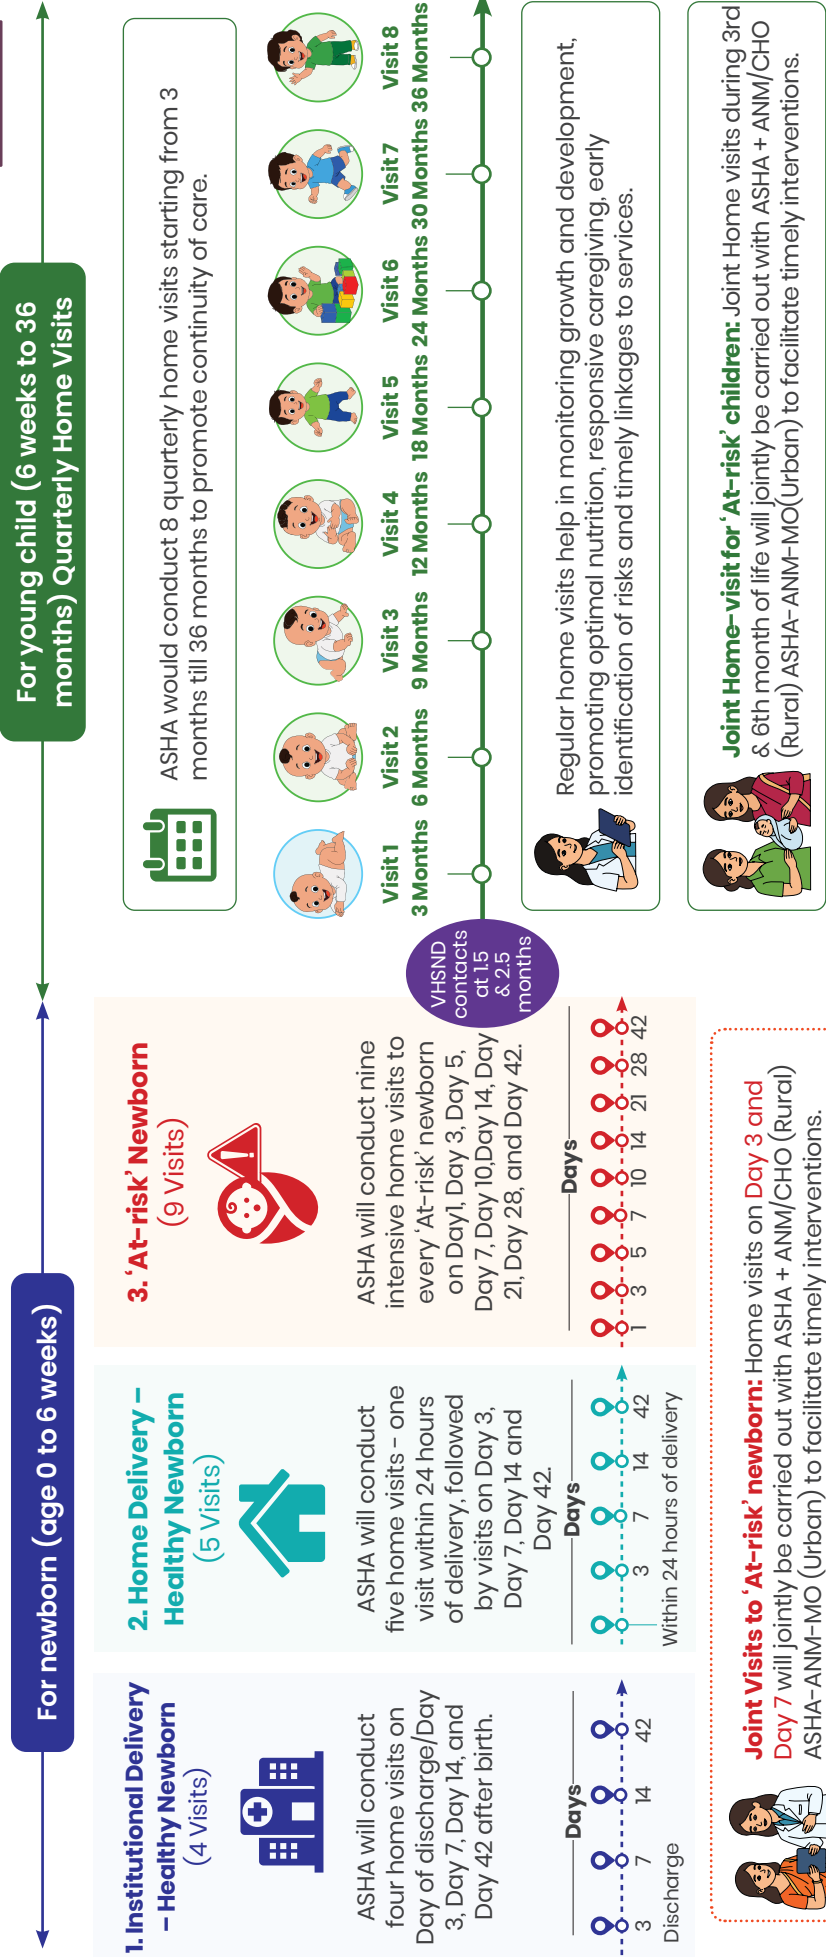 For newborn (age 0 to 6 weeks)
1. Institutional Delivery
– Healthy Newborn
(4 Visits)
ASHA will conduct
four home visits on
Day of discharge/Day
3, Day 7, Day 14, and
Day 42 after birth.
Days
3 7 14 42
Discharge
2. Home Delivery –
Healthy Newborn
(5 Visits)
ASHA will conduct
five home visits – one
visit within 24 hours
of delivery, followed
by visits on Day 3,
Day 7, Day 14 and
Day 42.
Days
3 7 14 42
Within 24 hours of delivery
3. ‘At-risk’ Newborn
(9 Visits)
ASHA will conduct nine
intensive home visits to
every ‘At-risk’ newborn
on Day1, Day 3, Day 5,
Day 7, Day 10,Day 14, Day
21, Day 28, and Day 42.
Days
1 3 5 7 10 14 21 28 42
Joint Visits to ‘At-risk’ newborn: Home visits on Day 3 and
Day 7 will jointly be carried out with ASHA + ANM/CHO (Rural)
ASHA-ANM-MO (Urban) to facilitate timely interventions.
VHSND
contacts
at 1.5
& 2.5
months
For young child (6 weeks to 36
months) Quarterly Home Visits
ASHA would conduct 8 quarterly home visits starting from 3
months till 36 months to promote continuity of care.
Visit 1 Visit 2 Visit 3 Visit 4 Visit 5 Visit 6 Visit 7 Visit 8
3 Months 6 Months 9 Months 12 Months 18 Months 24 Months 30 Months 36 Months
Regular home visits help in monitoring growth and development,
promoting optimal nutrition, responsive caregiving, early
identification of risks and timely linkages to services.
Joint Home-visit for ‘At-risk’ children: Joint Home visits during 3rd
& 6th month of life will jointly be carried out with ASHA + ANM/CHO
(Rural) ASHA-ANM-MO(Urban) to facilitate timely interventions.